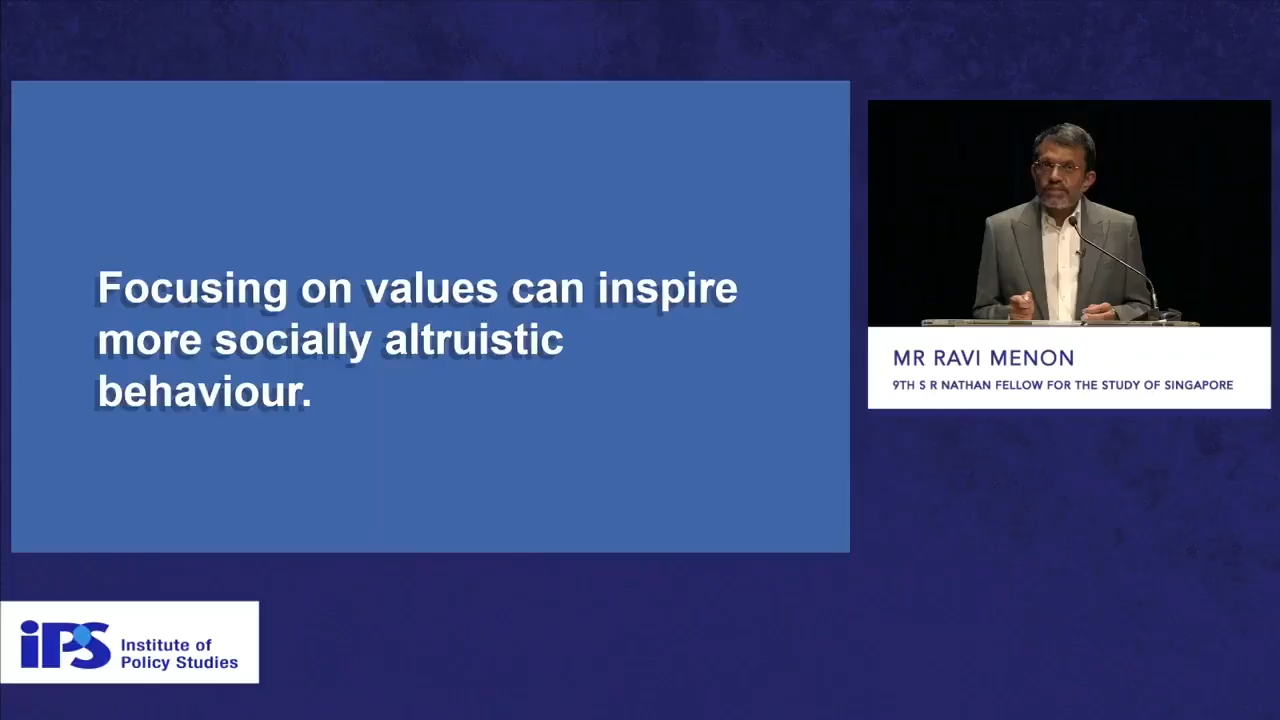 Focusing on values can inspire
more socially altruistic
behaviour.
MR RAVI MENON
9TH S R NATHAN FELLOW FOR THE STUDY OF SINGAPORE
iPS
Institute of
Policy Studies